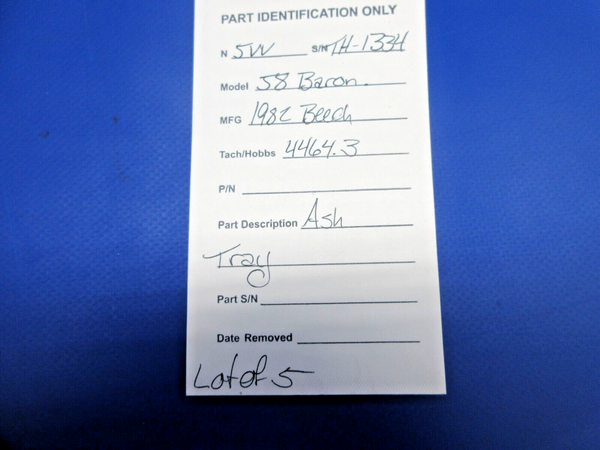 PART IDENTIFICATION ONLY
N 5VV S/N TH-1334
Model 58 Baron.
MFG 1982 Beech
Tach/Hobbs 4464.3
P/N
Part Description Ash
Tray
Part S/N
Date Removed
Lot of 5